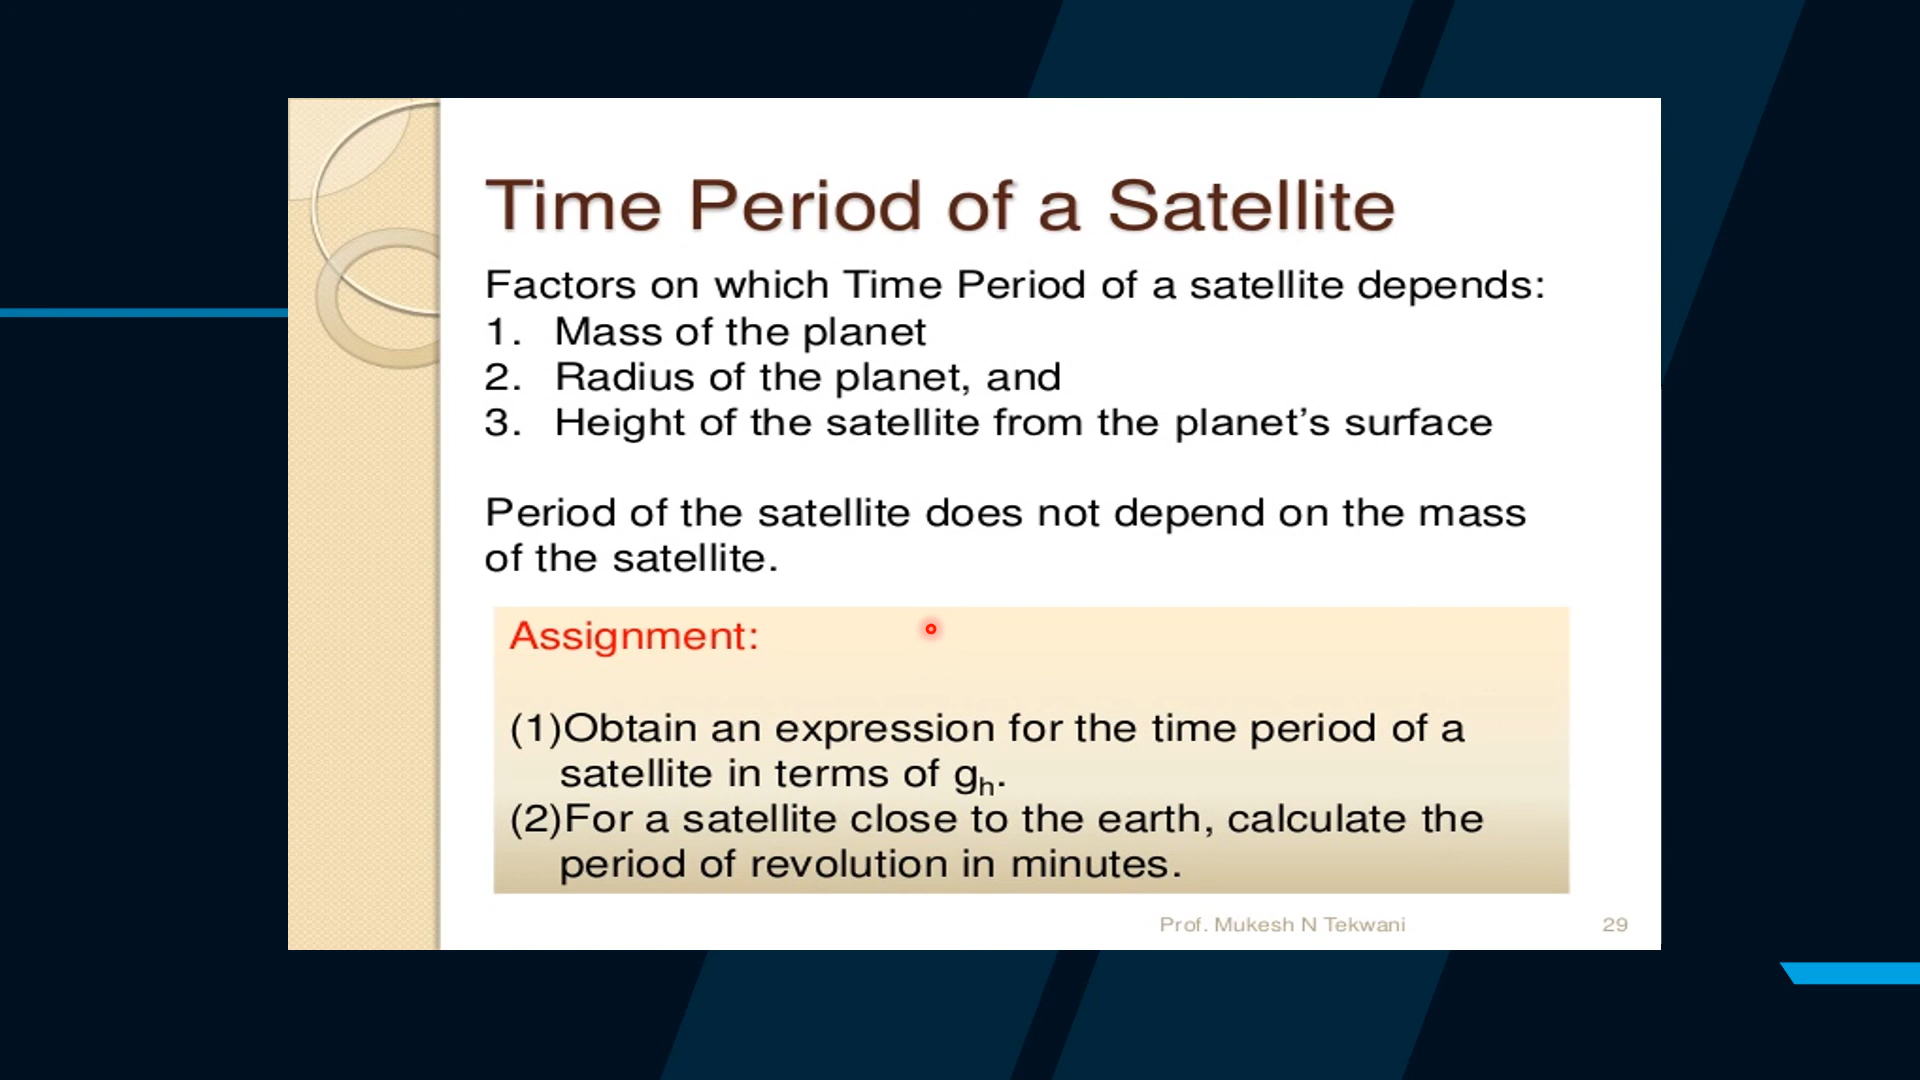 Time Period of a Satellite
Factors on which Time Period of a satellite depends:
1. Mass of the planet
2. Radius of the planet, and
3. Height of the satellite from the planet’s surface
Period of the satellite does not depend on the mass
of the satellite.
Assignment:
(1)Obtain an expression for the time period of a
satellite in terms of gₕ.
(2)For a satellite close to the earth, calculate the
period of revolution in minutes.
Prof. Mukesh N Tekwani 29